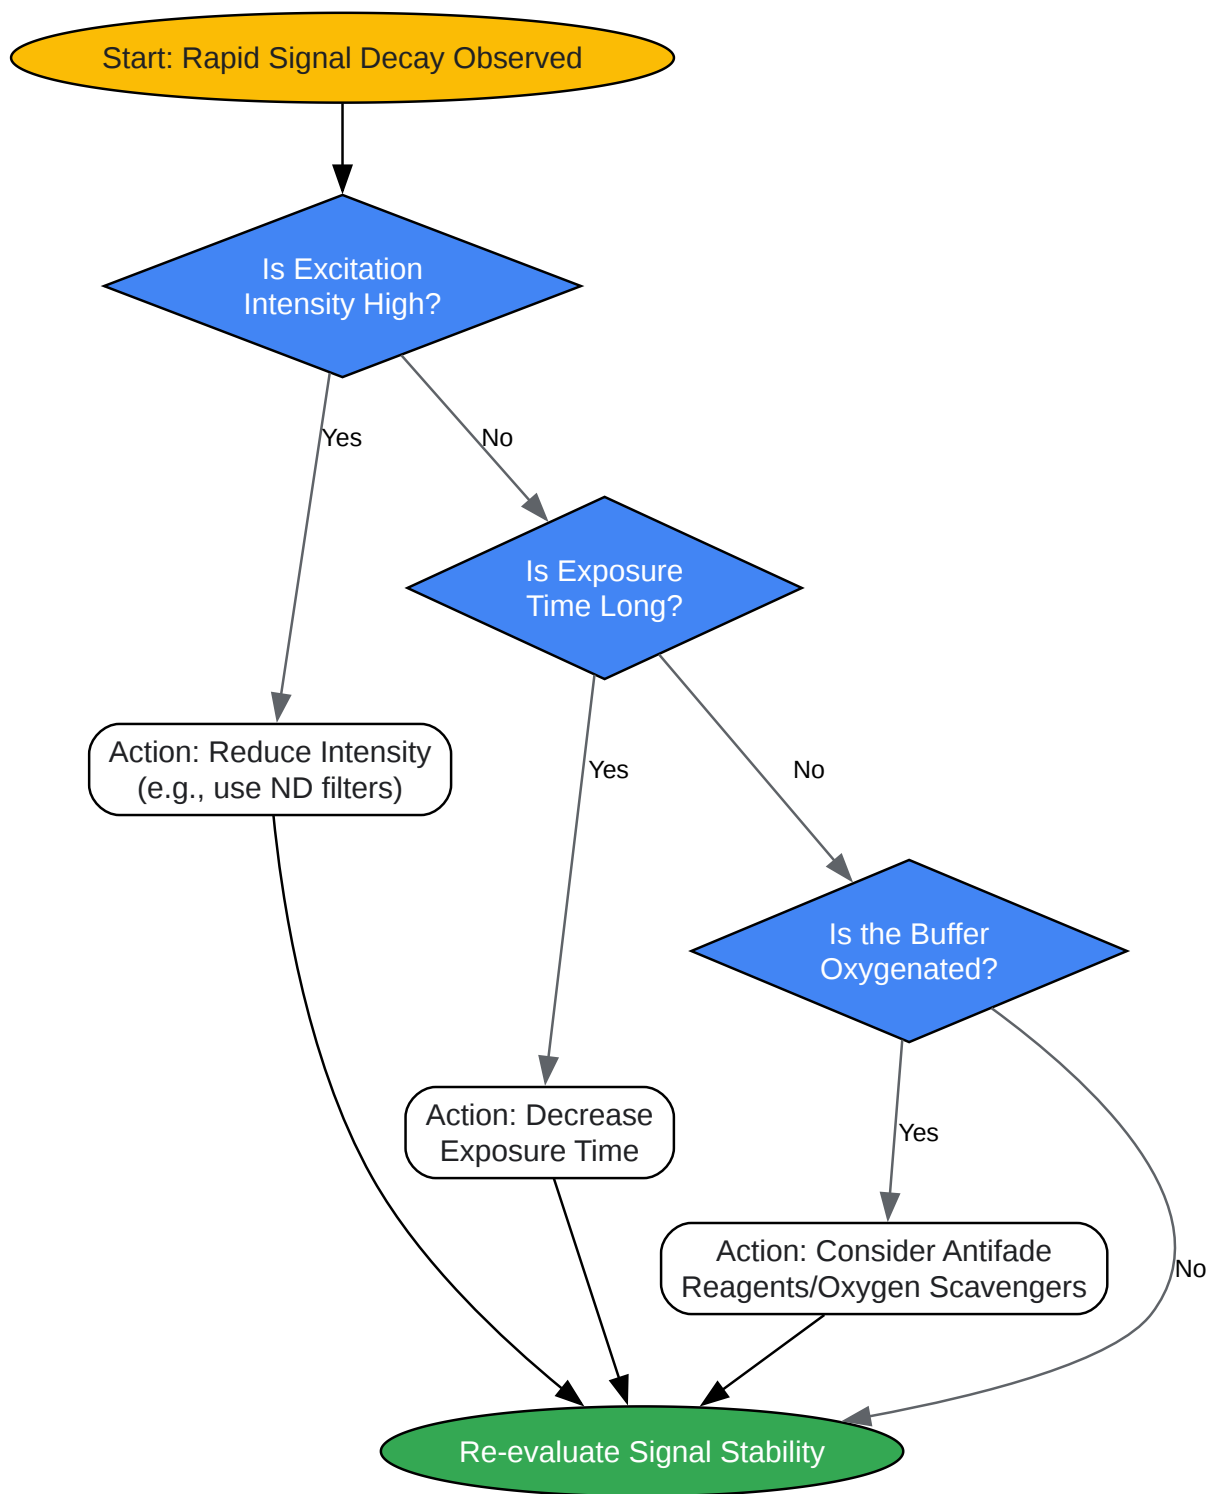 Start: Rapid Signal Decay Observed
Is Excitation
Intensity High?
Yes
No
Is Exposure
Time Long?
Action: Reduce Intensity
(e.g., use ND filters)
Yes
No
Is the Buffer
Oxygenated?
Action: Decrease
Exposure Time
Yes
Action: Consider Antifade
Reagents/Oxygen Scavengers
No
Re-evaluate Signal Stability